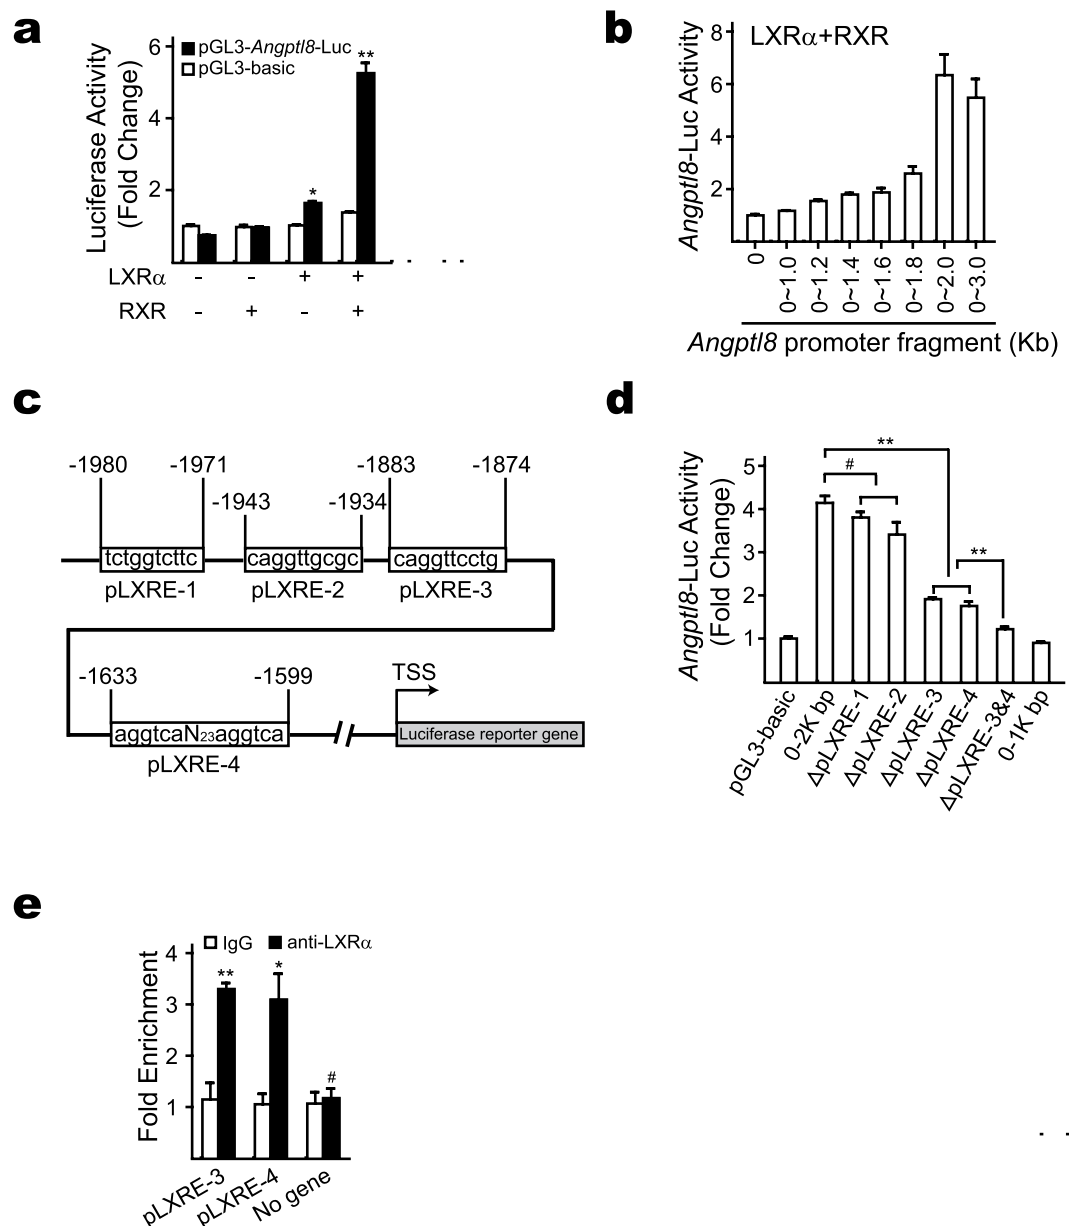 a
Luciferase Activity
(Fold Change)
6
4
2
pGL3-Angptl8-Luc
pGL3-basic
*
**
LXRα - - + +
RXR - + - +
b
Angptl8-Luc Activity
8
6
4
2
LXRα+RXR
0
0~1.0
0~1.2
0~1.4
0~1.6
0~1.8
0~2.0
0~3.0
Angptl8 promoter fragment (Kb)
c
-1980 -1971 -1883 -1874
-1943 -1934
tctggtcttc caggttgcgc caggttcctg
pLXRE-1 pLXRE-2 pLXRE-3
-1633 -1599 TSS
aggtcaN23aggtca Luciferase reporter gene
pLXRE-4
d
Angptl8-Luc Activity
(Fold Change)
5
4
3
2
1
**
#
**
pGL3-basic
0-2K bp
ΔpLXRE-1
ΔpLXRE-2
ΔpLXRE-3
ΔpLXRE-4
ΔpLXRE-3&4
0-1K bp
e
Fold Enrichment
4
3
2
1
IgG anti-LXRα
** * #
pLXRE-3
pLXRE-4
No gene